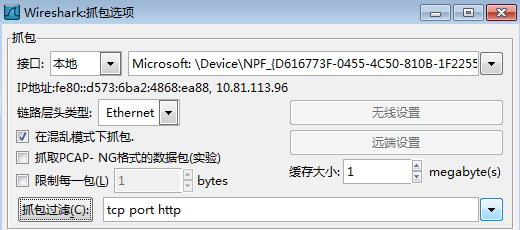 Wireshark:抓包选项
抓包
接口: 本地 Microsoft: \Device\NPF_{D616773F-0455-4C50-810B-1F2255
IP地址:fe80::d573:6ba2:4868:ea88, 10.81.113.96
链路层头类型: Ethernet 无线设置
在混乱模式下抓包. 远端设置
抓取PCAP- NG格式的数据包(实验)
缓存大小: 1 megabyte(s)
限制每一包(L) 1 bytes
抓包过滤(C): tcp port http